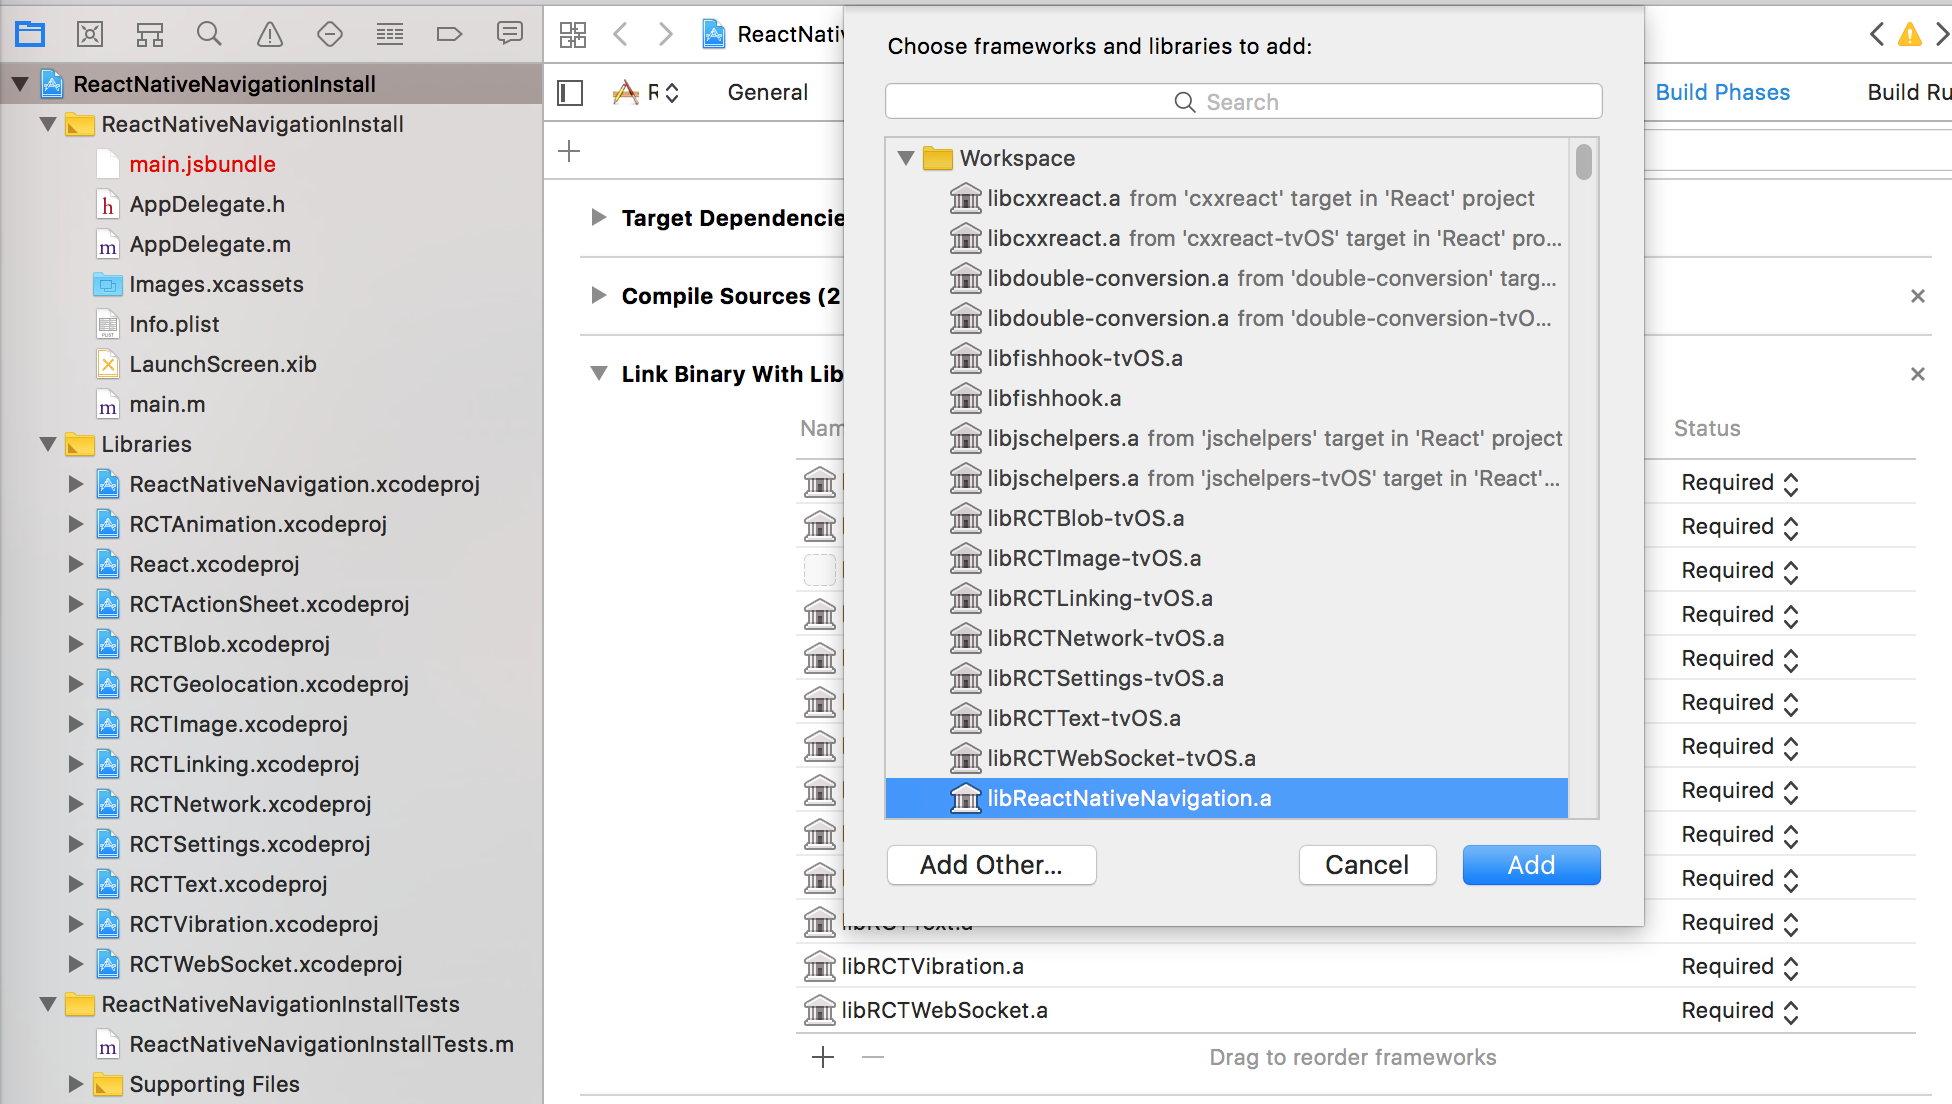 ReactNativeNavigationInstall
ReactNativeNavigationInstall
main.jsbundle
AppDelegate.h
AppDelegate.m
Images.xcassets
Info.plist
LaunchScreen.xib
main.m
Libraries
ReactNativeNavigation.xcodeproj
RCTAnimation.xcodeproj
React.xcodeproj
RCTActionSheet.xcodeproj
RCTBlob.xcodeproj
RCTGeolocation.xcodeproj
RCTImage.xcodeproj
RCTLinking.xcodeproj
RCTNetwork.xcodeproj
RCTSettings.xcodeproj
RCTText.xcodeproj
RCTVibration.xcodeproj
RCTWebSocket.xcodeproj
ReactNativeNavigationInstallTests
ReactNativeNavigationInstallTests.m
Supporting Files
ReactNativ
R
General
Build Phases
Build Ru
Target Dependencie
Compile Sources (2
Link Binary With Lib
Nam
Status
Required
Required
Required
Required
Required
Required
Required
Required
Required
Required
Required
libRCTVibration.a Required
libRCTWebSocket.a Required
Drag to reorder frameworks
Choose frameworks and libraries to add:
Search
Workspace
libcxxreact.a from 'cxxreact' target in 'React' project
libcxxreact.a from 'cxxreact-tvOS' target in 'React' pro...
libdouble-conversion.a from 'double-conversion' targ...
libdouble-conversion.a from 'double-conversion-tvO...
libfishhook-tvOS.a
libfishhook.a
libjschelpers.a from 'jschelpers' target in 'React' project
libjschelpers.a from 'jschelpers-tvOS' target in 'React'...
libRCTBlob-tvOS.a
libRCTImage-tvOS.a
libRCTLinking-tvOS.a
libRCTNetwork-tvOS.a
libRCTSettings-tvOS.a
libRCTText-tvOS.a
libRCTWebSocket-tvOS.a
libReactNativeNavigation.a
Add Other...
Cancel
Add